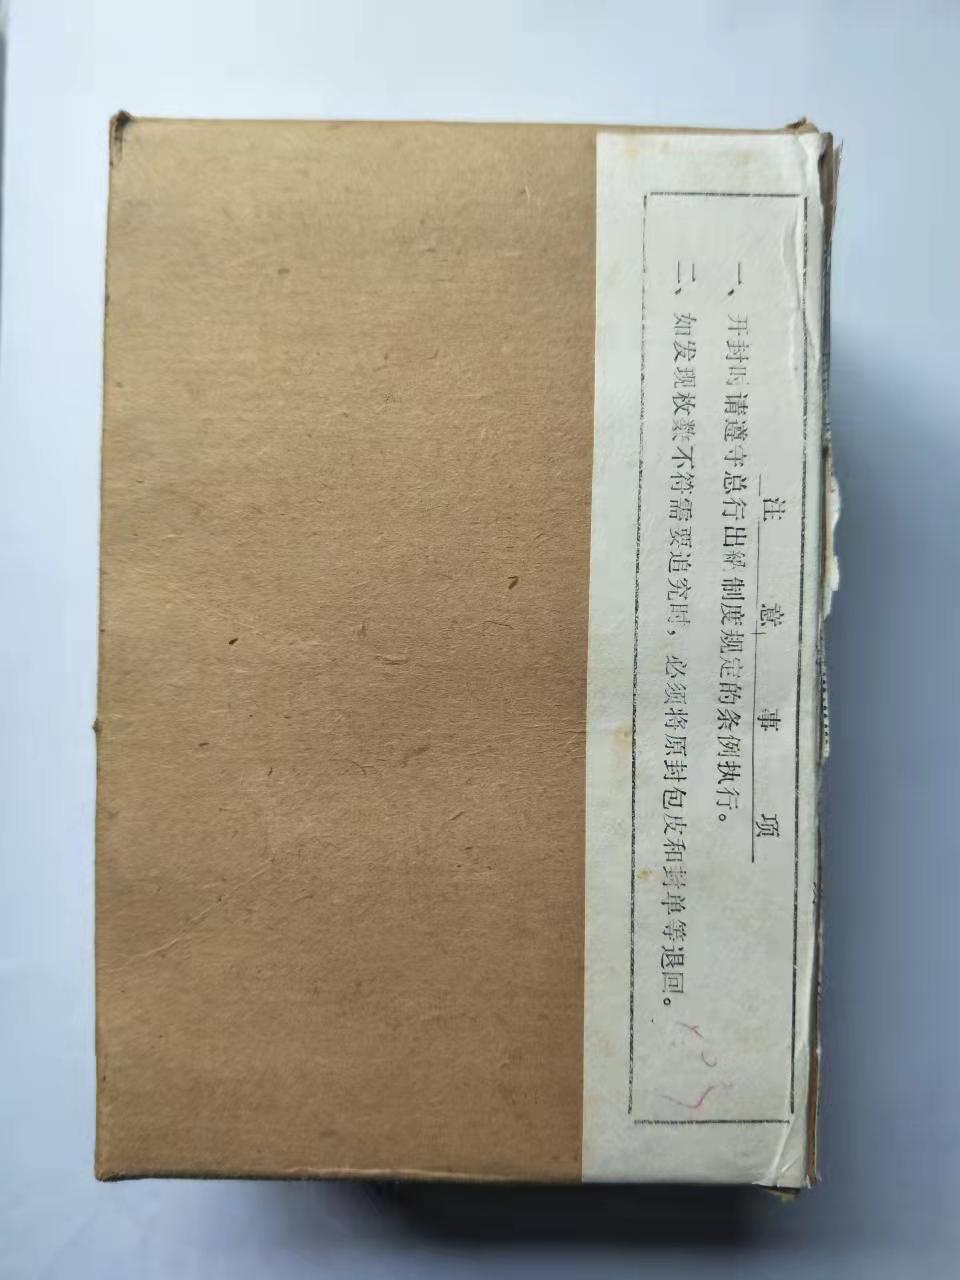 注意事项
一、开封时请遵守总行出纳制度规定的条例执行。
二、如发现枚数不符需要追究时，必须将原封包皮和封单等退回。